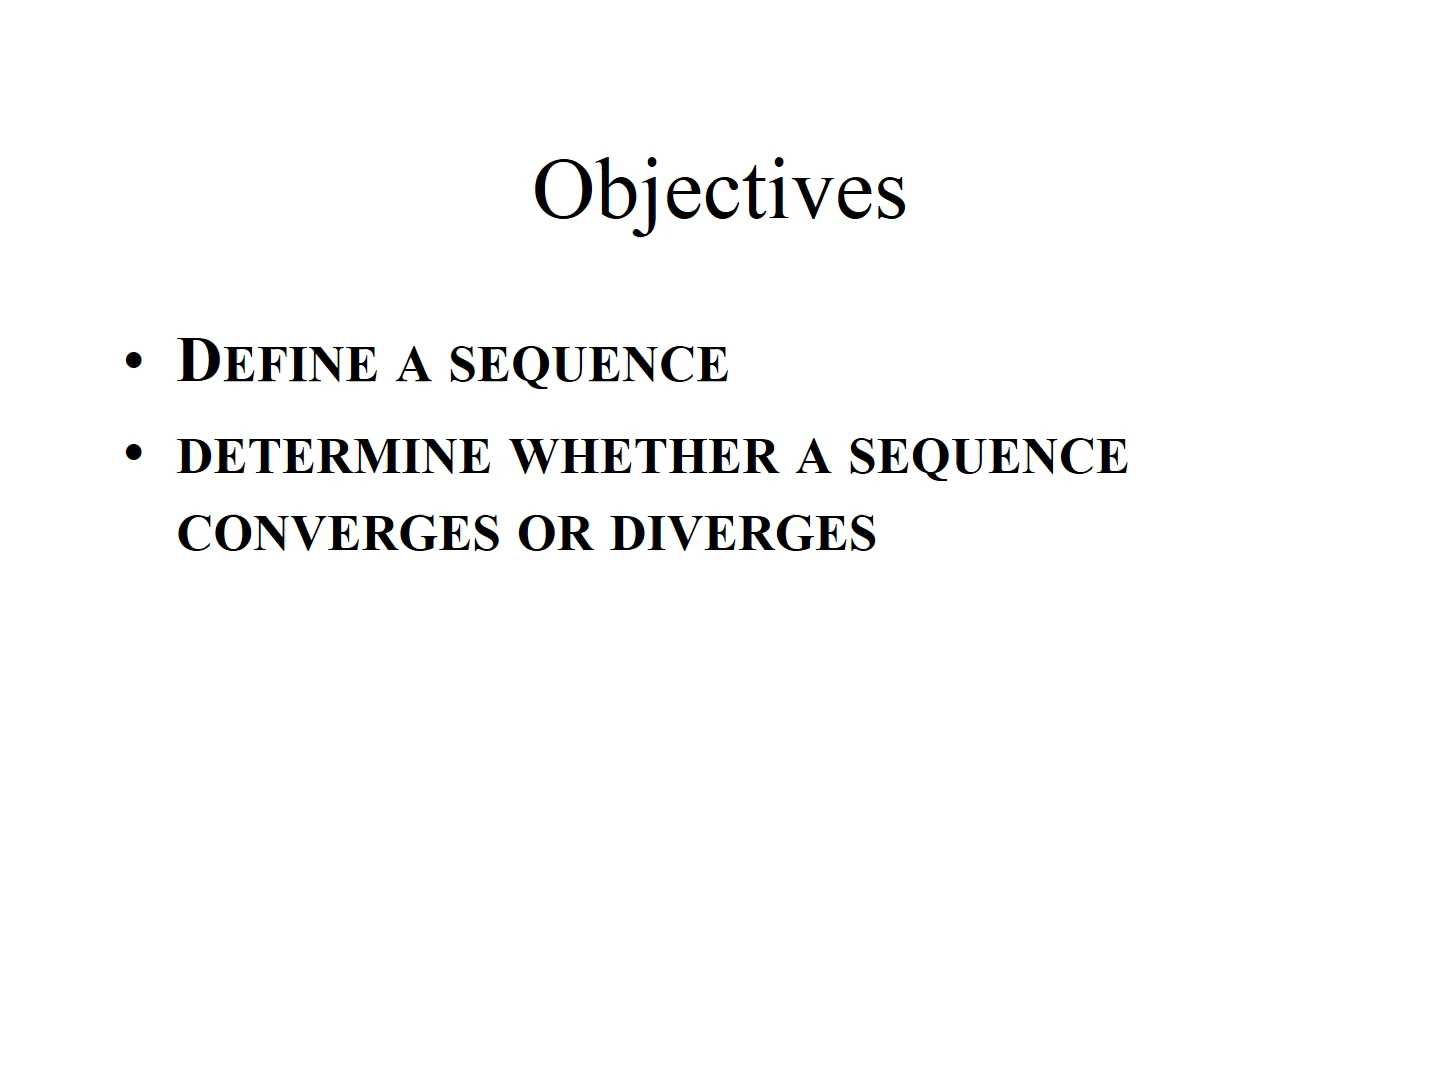 Objectives
• DEFINE A SEQUENCE
• DETERMINE WHETHER A SEQUENCE
CONVERGES OR DIVERGES